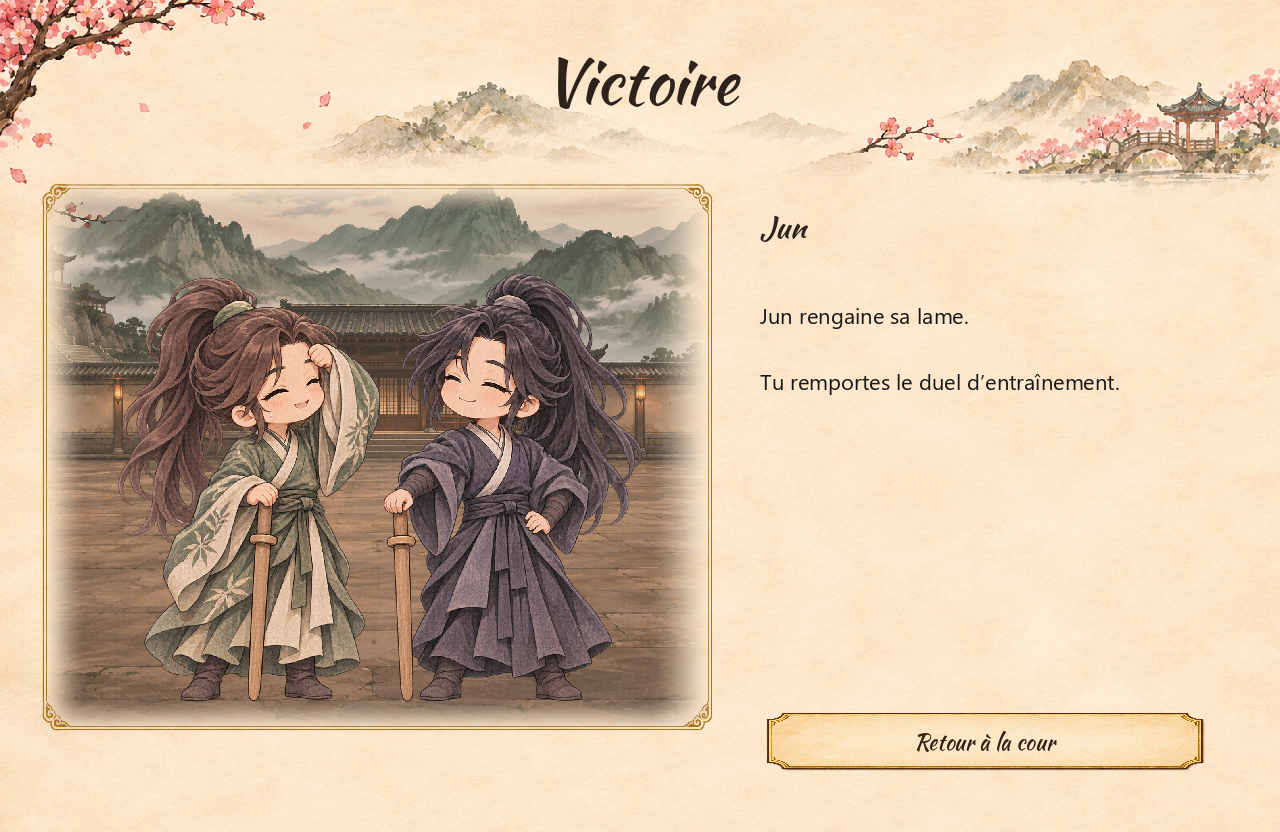 Victoire
Jun
Jun rengaine sa lame.
Tu remportes le duel d’entraînement.
Retour à la cour